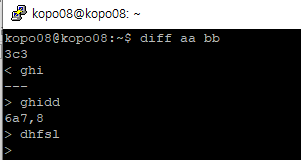 kopo08@kopo08: ~
kopo08@kopo08:~$ diff aa bb
3c3
< ghi
---
> ghidd
6a7,8
> dhfsl
>